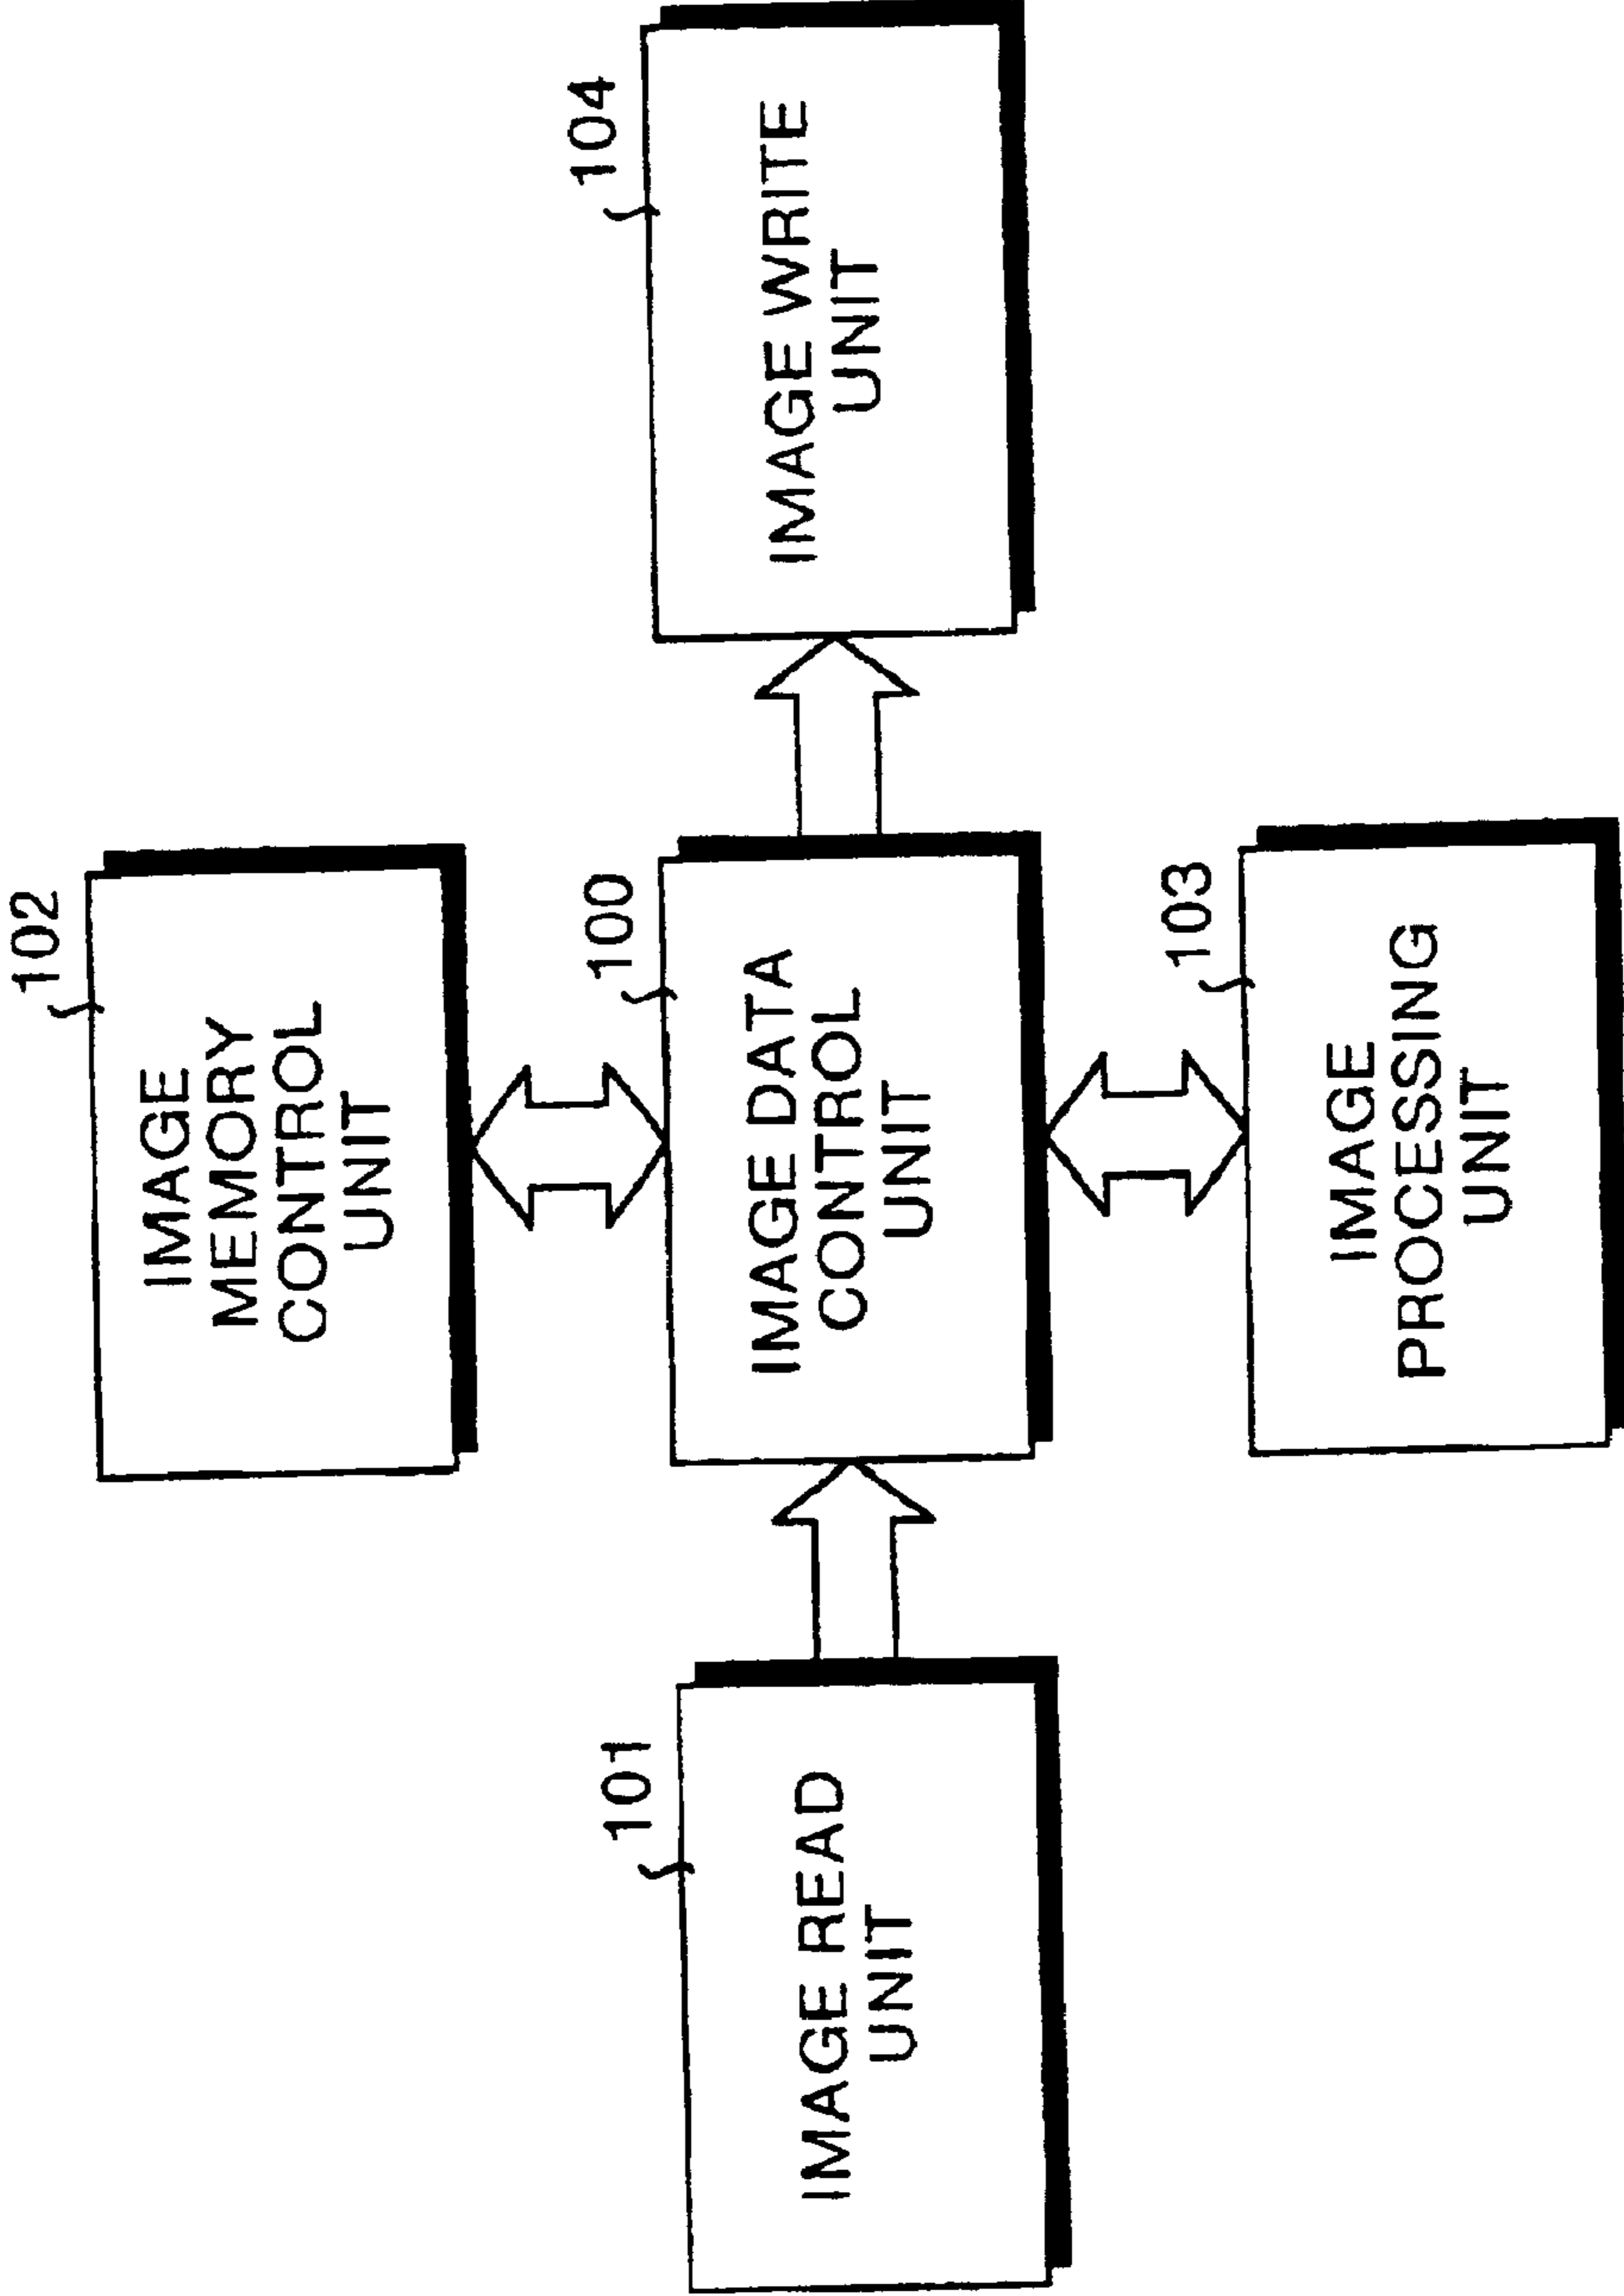 102
IMAGE
MEMORY
CONTROL
UNIT
101
IMAGE READ
UNIT
100
IMAGE DATA
CONTROL
UNIT
104
IMAGE WRITE
UNIT
103
IMAGE
PROCESSING
UNIT